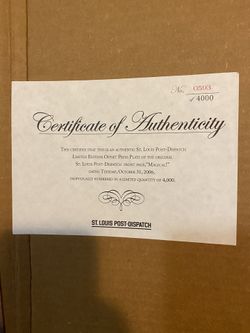 No. 0503
/4000
Certificate of Authenticity
This certifies that this is an authentic St. Louis Post-Dispatch
Limited Edition Offset Press Plate of the original
St. Louis Post-Dispatch front page,
dated Tuesday, October 31, 2006,
individually numbered in a limited quantity of 4,000.
ST. LOUIS POST-DISPATCH